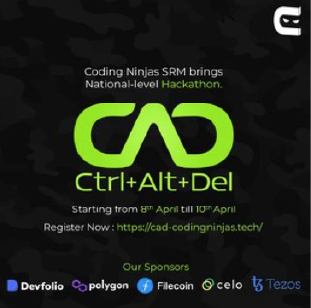 Coding Ninjas SRM brings
National-level Hackathon.
CAD
Ctrl+Alt+Del
Starting from 8th April till 10th April
Register Now : https://cad-codingninjas.tech/
Our Sponsors
Devfolio polygon Filecoin celo Tezos